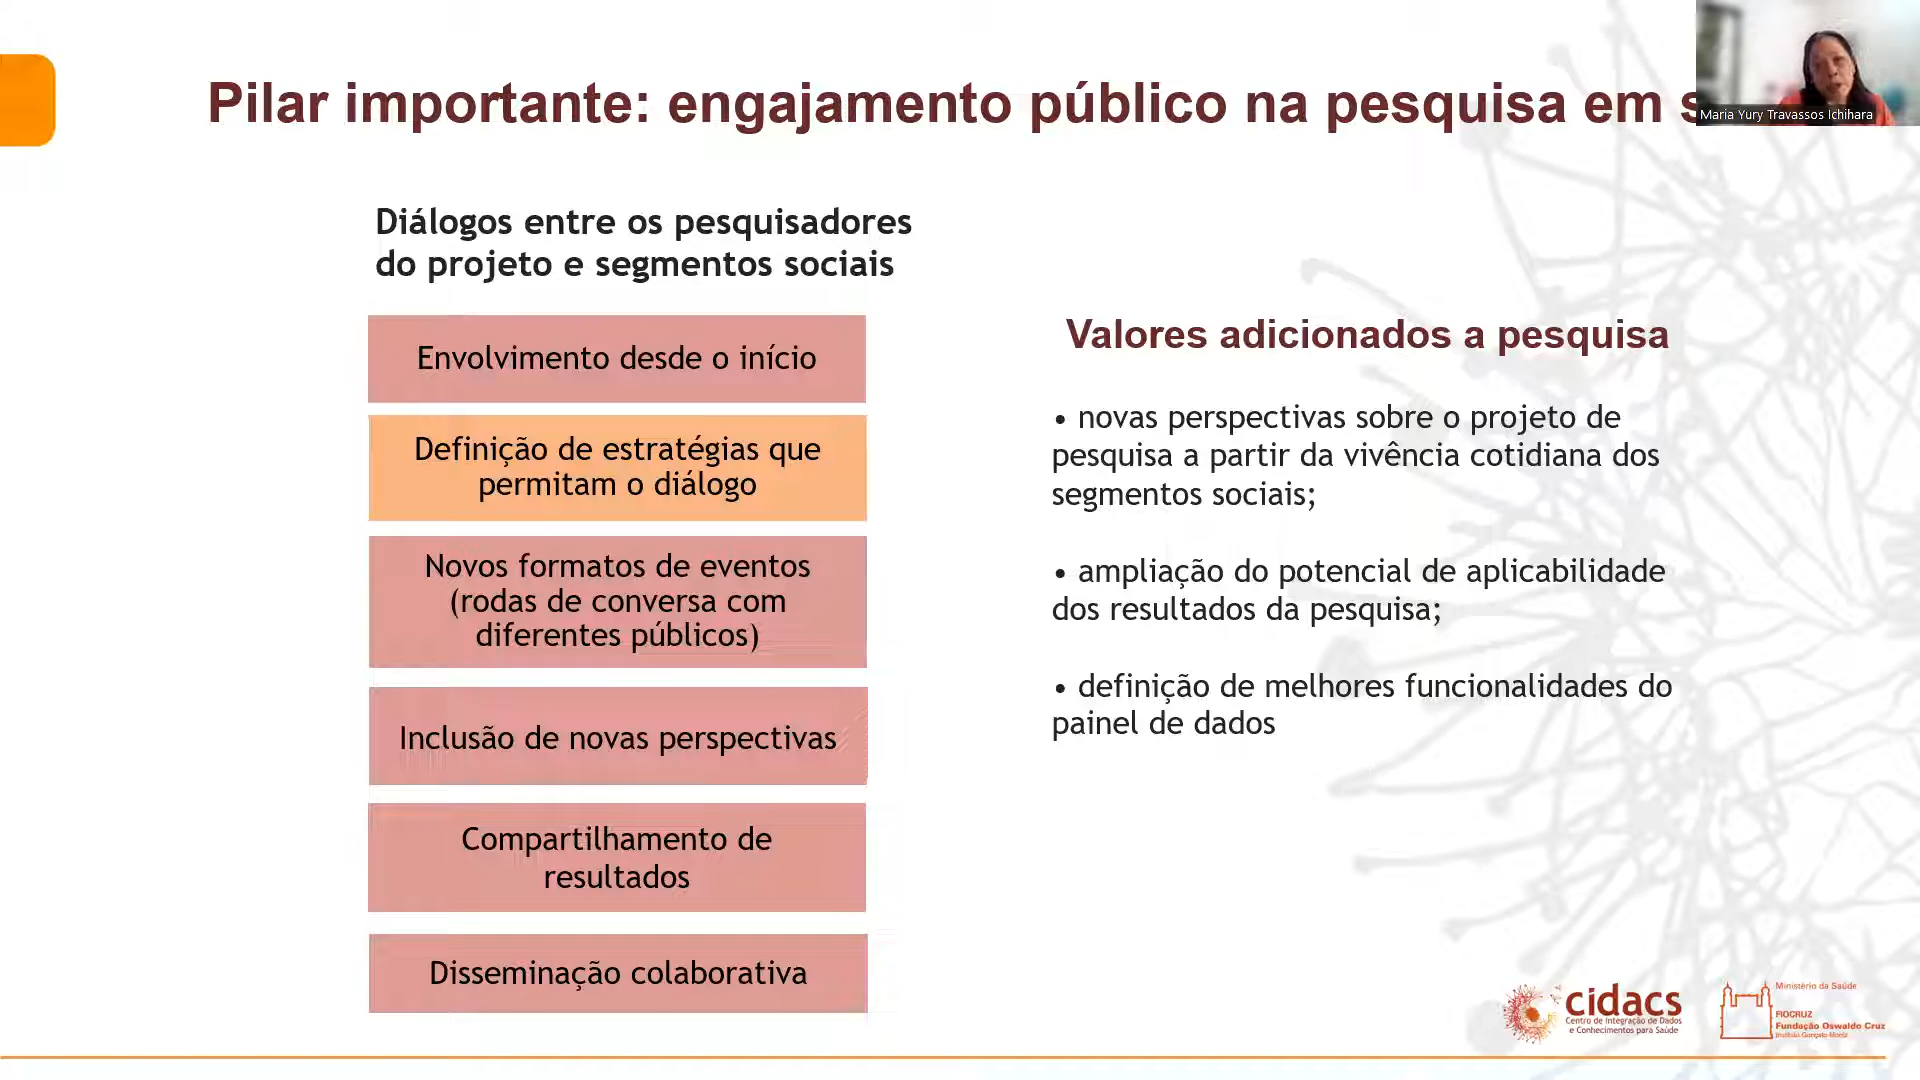 Pilar importante: engajamento público na pesquisa em s
Maria Yury Travassos Ichihara
Diálogos entre os pesquisadores
do projeto e segmentos sociais
Envolvimento desde o início
Definição de estratégias que
permitam o diálogo
Novos formatos de eventos
(rodas de conversa com
diferentes públicos)
Inclusão de novas perspectivas
Compartilhamento de
resultados
Disseminação colaborativa
Valores adicionados a pesquisa
• novas perspectivas sobre o projeto de
pesquisa a partir da vivência cotidiana dos
segmentos sociais;
• ampliação do potencial de aplicabilidade
dos resultados da pesquisa;
• definição de melhores funcionalidades do
painel de dados
cidacs
Centro de Integração de Dados
e Conhecimentos para Saúde
Ministério da Saúde
FIOCRUZ
Fundação Oswaldo Cruz
Instituto Gonçalo Moniz